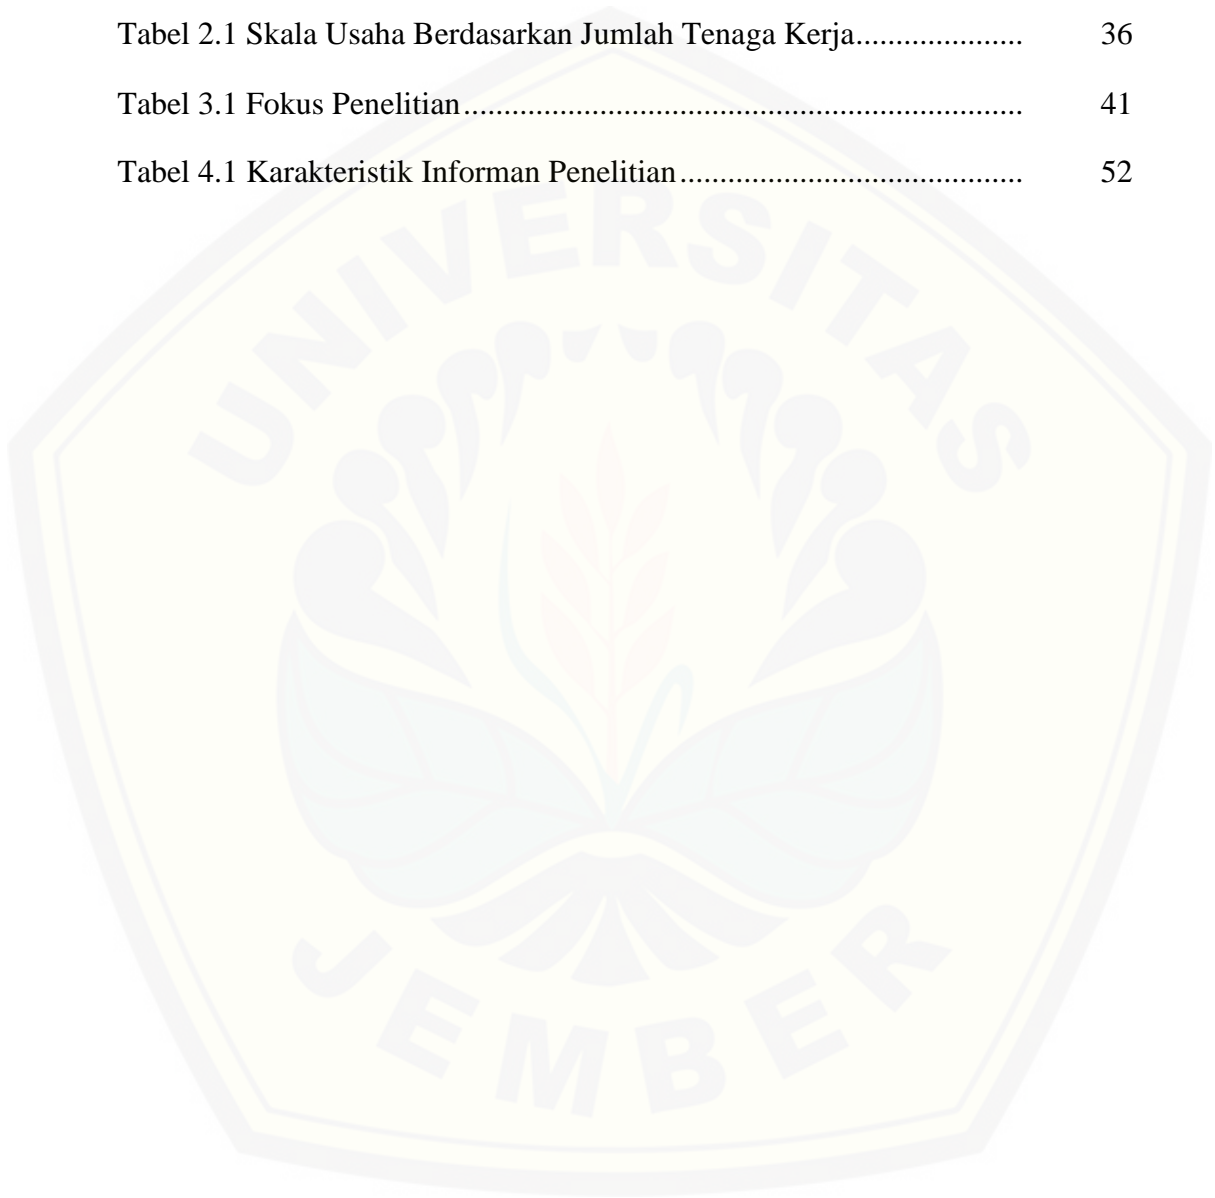 Tabel 2.1 Skala Usaha Berdasarkan Jumlah Tenaga Kerja..................... 36
Tabel 3.1 Fokus Penelitian..................................................................... 41
Tabel 4.1 Karakteristik Informan Penelitian.......................................... 52
UNIVERSITAS
JEMBER